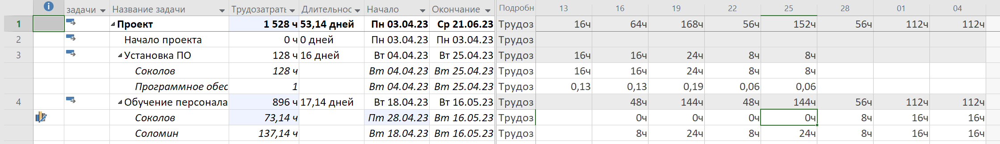 задачи Название задачи Трудозатрать Длительнос Начало Окончание Подробн 13 16 19 22 25 28 01 04
1 Проект 1 528 ч 53,14 дней Пн 03.04.23 Ср 21.06.23 Трудоз 16ч 64ч 168ч 56ч 152ч 56ч 112ч 112ч
2 Начало проекта 0 ч 0 дней Пн 03.04.23 Пн 03.04.23 Трудоз
3 Установка ПО 128 ч 16 дней Вт 04.04.23 Вт 25.04.23 Трудоз 16ч 16ч 24ч 8ч 8ч
Соколов 128 ч Вт 04.04.23 Вт 25.04.23 Трудоз 16ч 16ч 24ч 8ч 8ч
Программное обес 1 Вт 04.04.23 Вт 25.04.23 Трудоз 0,13 0,13 0,19 0,06 0,06
4 Обучение персонала 896 ч 17,14 дней Вт 18.04.23 Вт 16.05.23 Трудоз 48ч 144ч 48ч 144ч 56ч 112ч 112ч
Соколов 73,14 ч Пт 28.04.23 Вт 16.05.23 Трудоз 0ч 0ч 0ч 0ч 8ч 16ч 16ч
Соломин 137,14 ч Вт 18.04.23 Вт 16.05.23 Трудоз 8ч 24ч 8ч 24ч 8ч 16ч 16ч